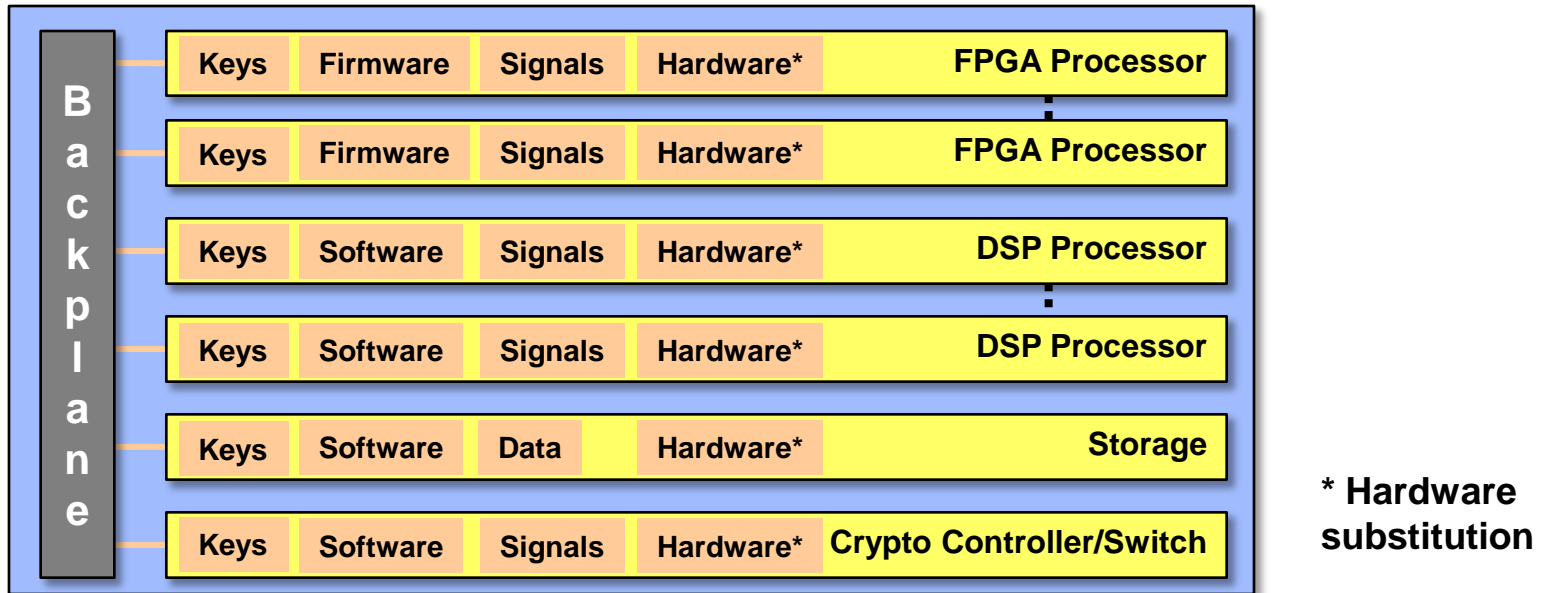 Backplane
Keys Firmware Signals Hardware* FPGA Processor
Keys Firmware Signals Hardware* FPGA Processor
Keys Software Signals Hardware* DSP Processor
Keys Software Signals Hardware* DSP Processor
Keys Software Data Hardware* Storage
Keys Software Signals Hardware* Crypto Controller/Switch
* Hardware
substitution